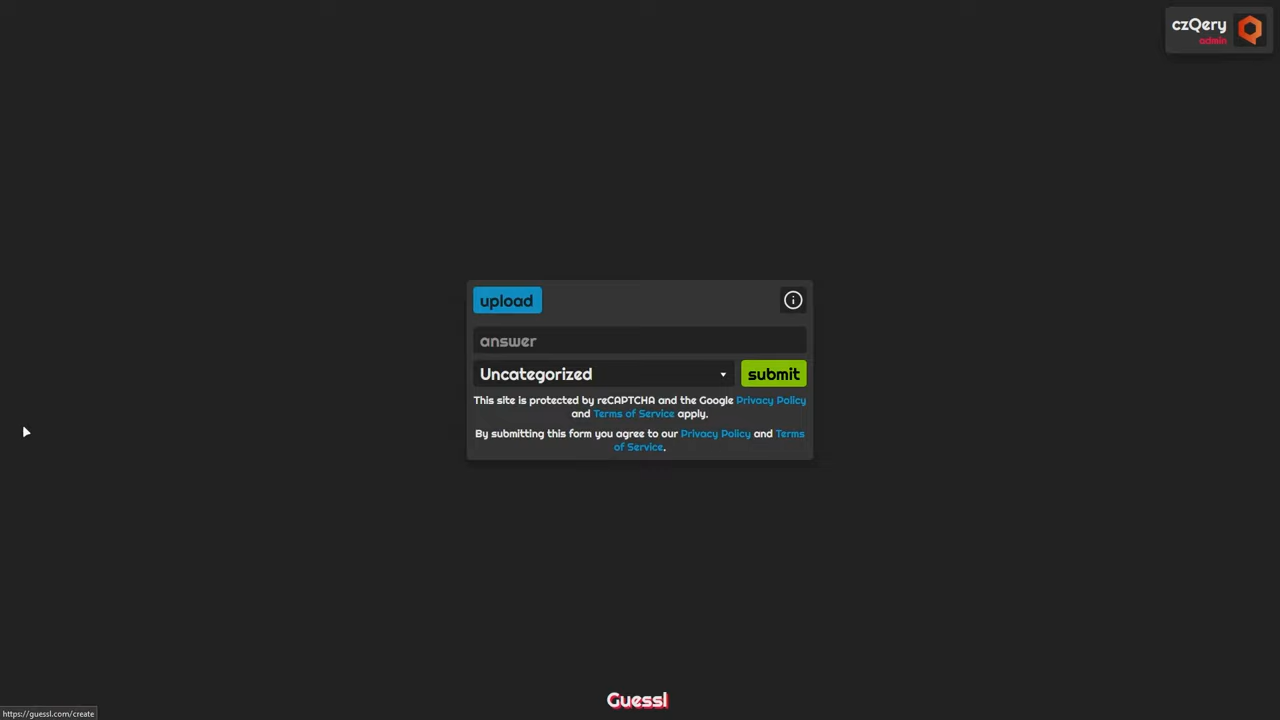 czQery
admin
upload
answer
Uncategorized
submit
This site is protected by reCAPTCHA and the Google Privacy Policy
and Terms of Service apply.
By submitting this form you agree to our Privacy Policy and Terms
of Service.
Guessl
https://guessl.com/create